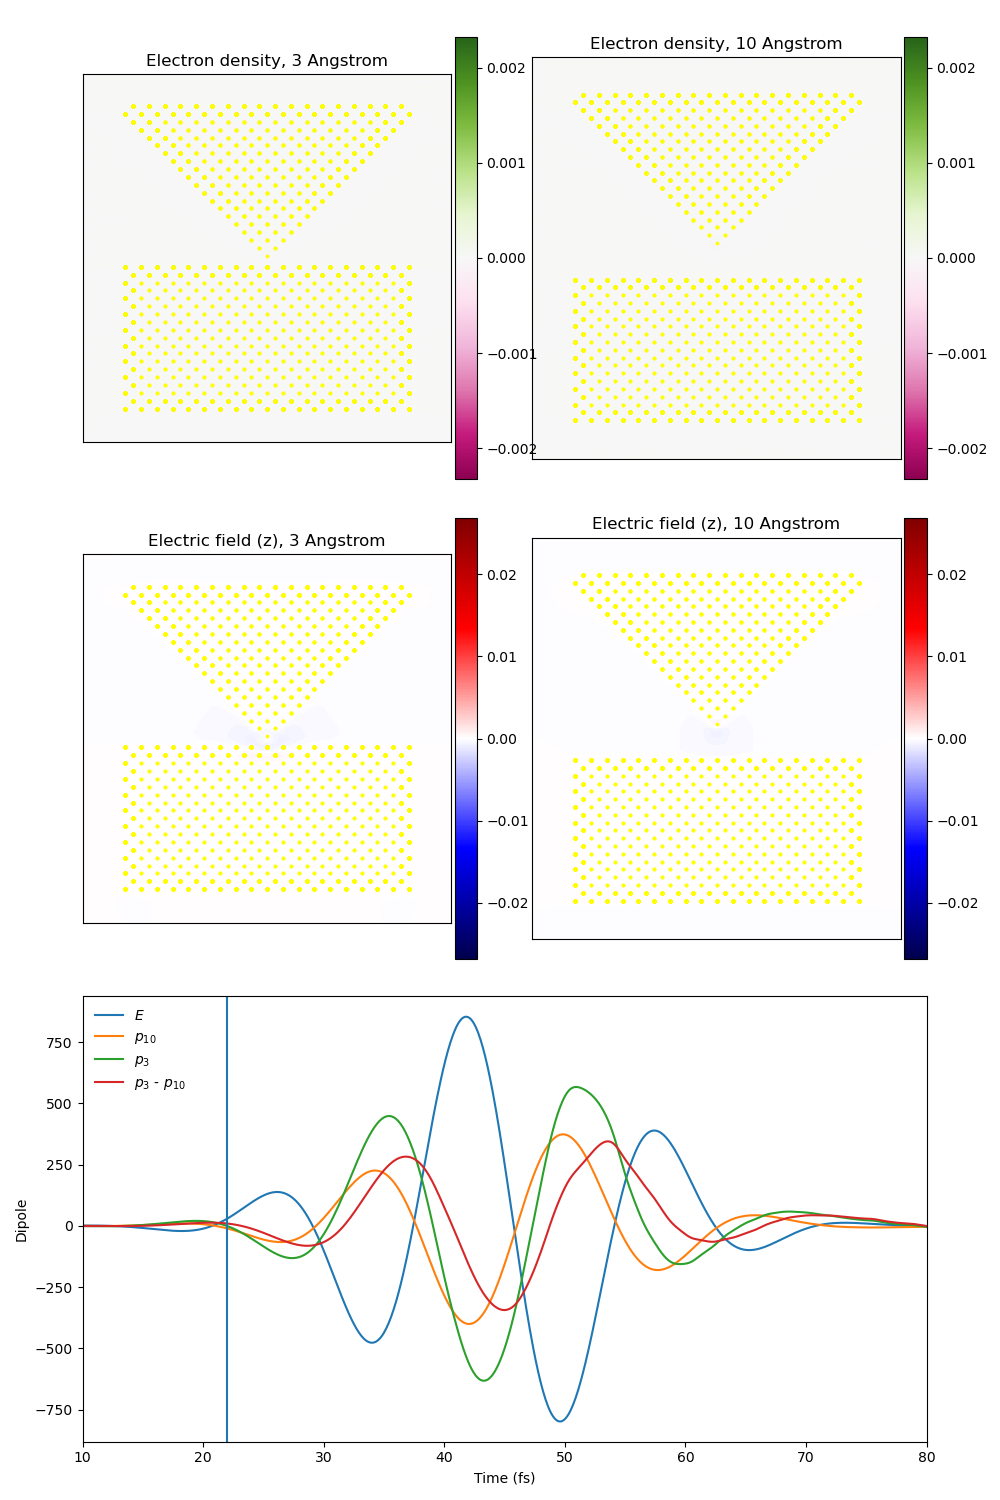 Electron density, 3 Angstrom
0.002
0.001
0.000
−0.001
−0.002
Electron density, 10 Angstrom
0.002
0.001
0.000
−0.001
−0.002
Electric field (z), 3 Angstrom
0.02
0.01
0.00
−0.01
−0.02
Electric field (z), 10 Angstrom
0.02
0.01
0.00
−0.01
−0.02
E
p₁₀
p₃
p₃ - p₁₀
Dipole
750
500
250
0
−250
−500
−750
10 20 30 40 50 60 70 80
Time (fs)